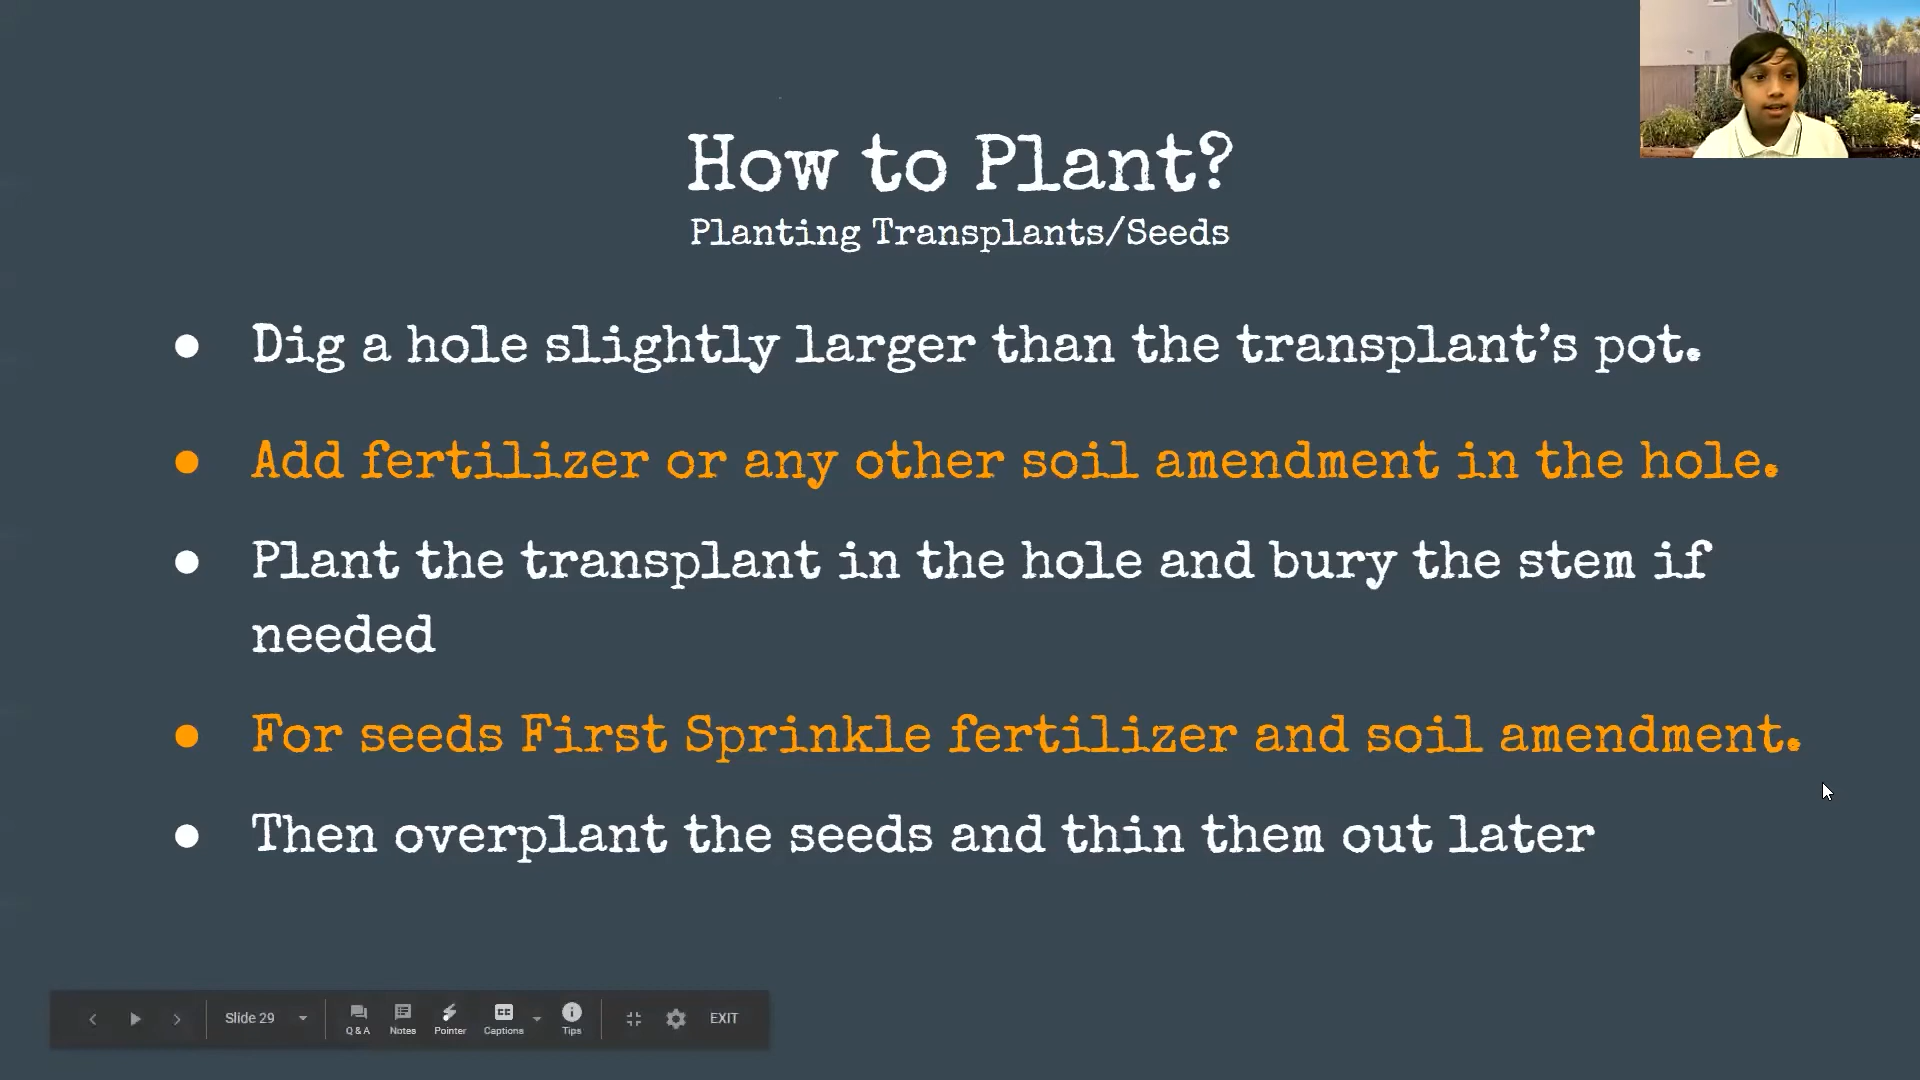 How to Plant?
Planting Transplants/Seeds
● Dig a hole slightly larger than the transplant’s pot.
● Add fertilizer or any other soil amendment in the hole.
● Plant the transplant in the hole and bury the stem if
needed
● For seeds First Sprinkle fertilizer and soil amendment.
● Then overplant the seeds and thin them out later
Slide 29 Q & A Notes Pointer CC Captions Tips EXIT